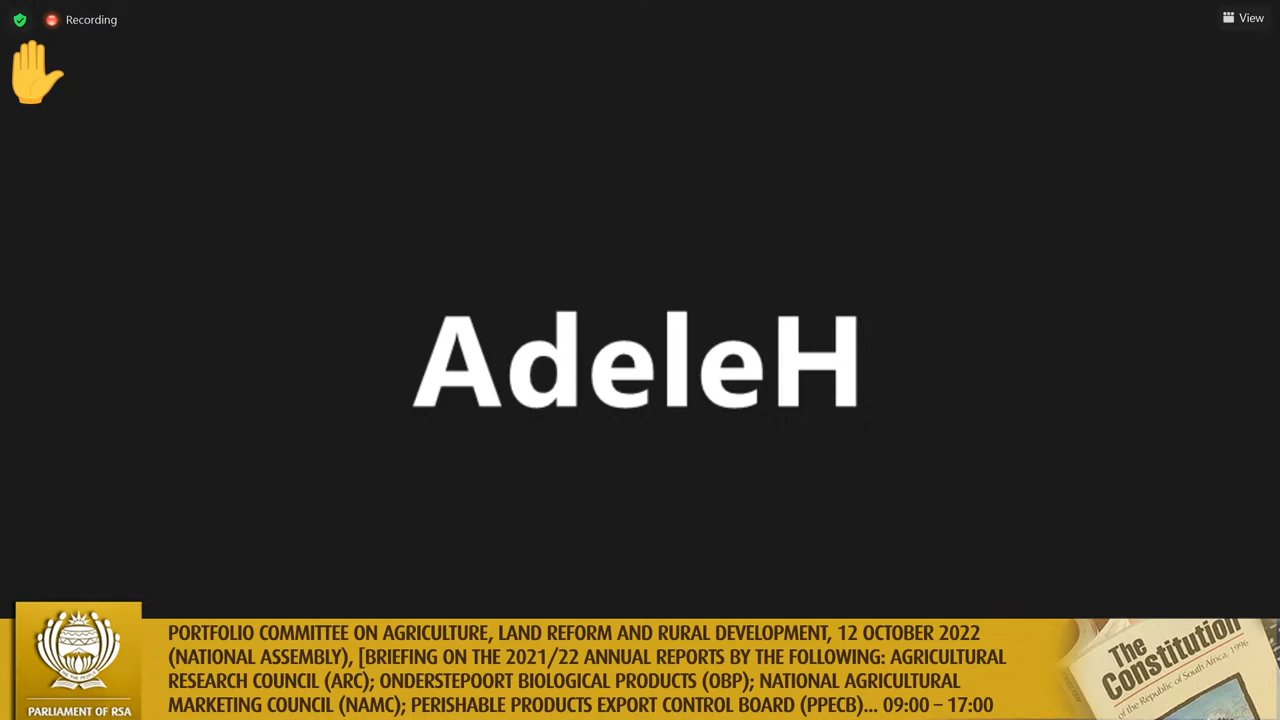 Recording
View
AdeleH
PORTFOLIO COMMITTEE ON AGRICULTURE, LAND REFORM AND RURAL DEVELOPMENT, 12 OCTOBER 2022
(NATIONAL ASSEMBLY), [BRIEFING ON THE 2021/22 ANNUAL REPORTS BY THE FOLLOWING: AGRICULTURAL
RESEARCH COUNCIL (ARC); ONDERSTEPOORT BIOLOGICAL PRODUCTS (OBP); NATIONAL AGRICULTURAL
MARKETING COUNCIL (NAMC); PERISHABLE PRODUCTS EXPORT CONTROL BOARD (PPECB)... 09:00 – 17:00
PARLIAMENT OF RSA
The
Constitution
of the Republic of South Africa, 1996